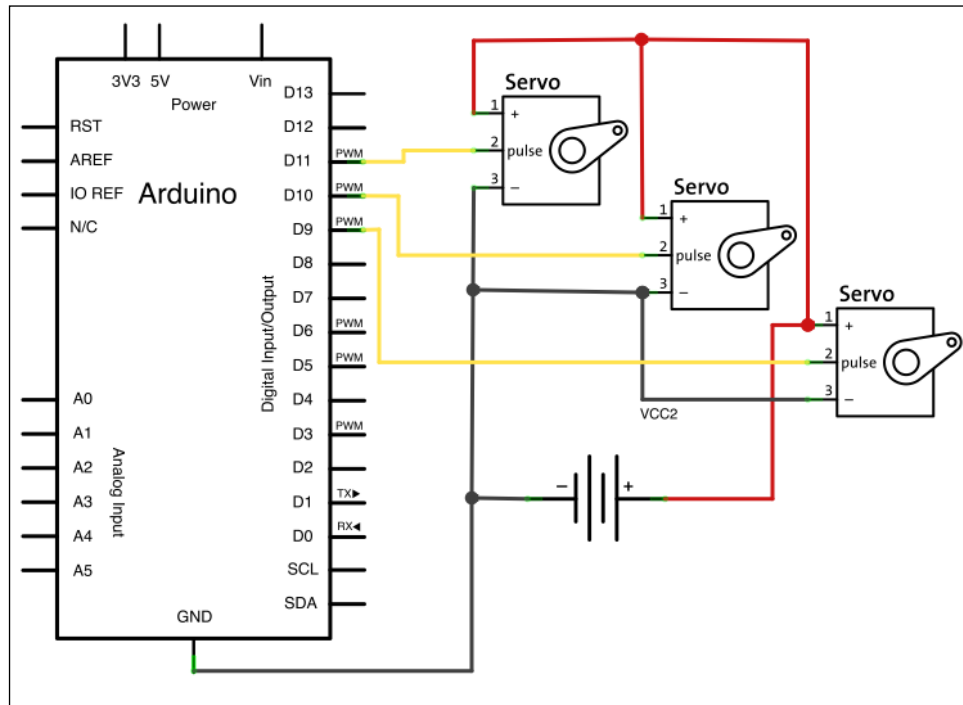 3V3 5V Vin
Power
RST
AREF
IO REF
N/C
Arduino
A0
A1
A2
A3
A4
A5
Analog Input
Digital Input/Output
D13
D12
D11 PWM
D10 PWM
D9 PWM
D8
D7
D6 PWM
D5 PWM
D4
D3 PWM
D2
D1 TX▶
D0 RX◀
SCL
SDA
GND
Servo
1 +
2 pulse
3 −
Servo
1 +
2 pulse
3 −
Servo
1 +
2 pulse
3 −
VCC2
− +